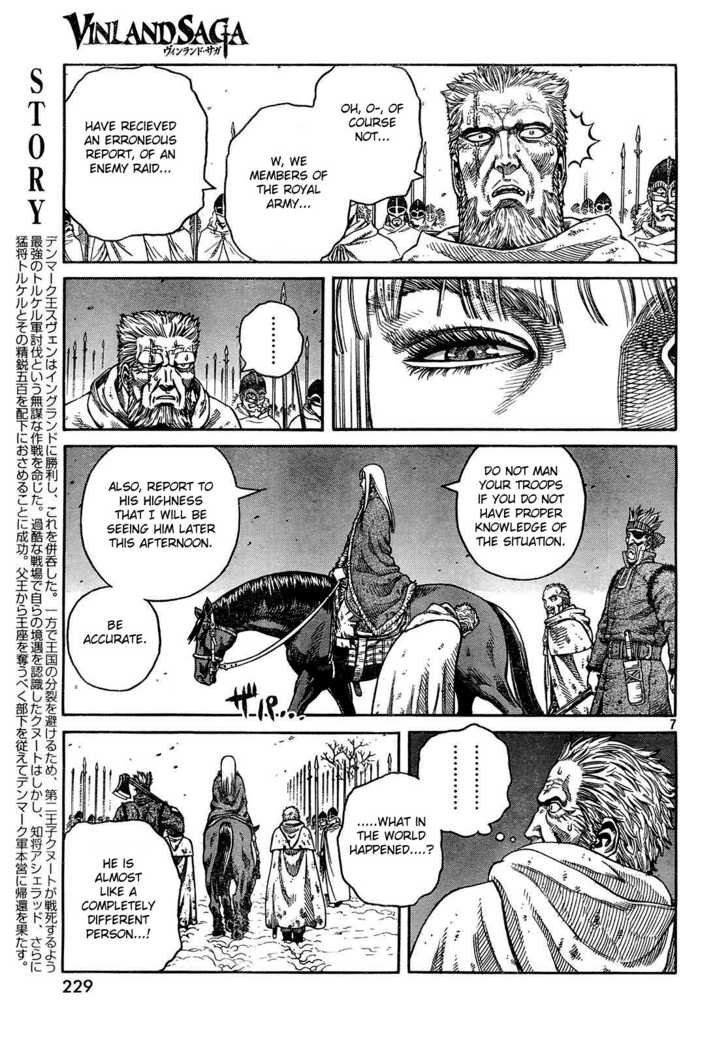 VINLAND SAGA
ヴィンランド・サガ
STORY
デンマーク王スヴェンはイングランドに勝利し、これを併呑した。一方で王国の分裂を避けるため、第二王子クヌートが戦死するよう
最強のトルケル軍討伐という無謀な作戦を命じた。過酷な戦場で自らの境遇を認識したクヌートはしかし、知将アシェラッド、さらに
猛将トルケルとその精鋭五百を配下におさめることに成功。父王から王座を奪うべく部下を従えてデンマーク軍本営に帰還を果たす。
OH, O-, OF
COURSE
NOT...
W, WE
MEMBERS
OF THE
ROYAL
ARMY...
HAVE RECIEVED
AN
ERRONEOUS
REPORT, OF AN
ENEMY RAID...
........
DO NOT MAN
YOUR
TROOPS
IF YOU DO NOT
HAVE PROPER
KNOWLEDGE OF
THE SITUATION.
ALSO, REPORT TO
HIS HIGHNESS
THAT I WILL BE
SEEING HIM LATER
THIS AFTERNOON.
BE
ACCURATE.
ザ
ZIP...
7
........
.....WHAT IN
THE WORLD
HAPPENED....?
HE IS
ALMOST
LIKE A
COMPLETELY
DIFFERENT
PERSON...!
229